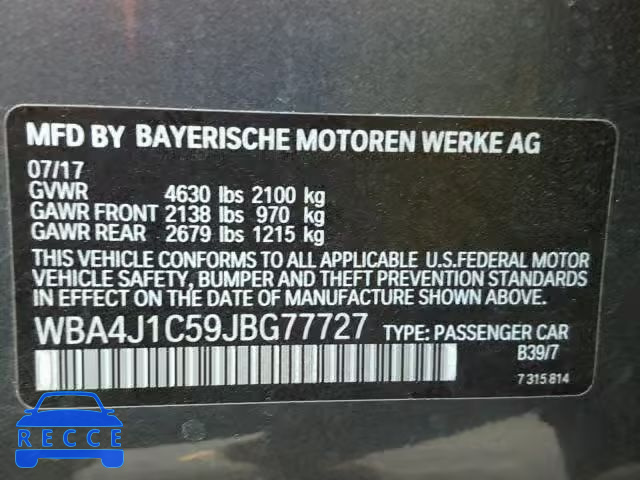 MFD BY BAYERISCHE MOTOREN WERKE AG
07/17
GVWR 4630 lbs 2100 kg
GAWR FRONT 2138 lbs 970 kg
GAWR REAR 2679 lbs 1215 kg
THIS VEHICLE CONFORMS TO ALL APPLICABLE U.S.FEDERAL MOTOR
VEHICLE SAFETY, BUMPER AND THEFT PREVENTION STANDARDS
IN EFFECT ON THE DATE OF MANUFACTURE SHOWN ABOVE.
WBA4J1C59JBG77727 TYPE: PASSENGER CAR
B39/7
7 315 814
RECCE